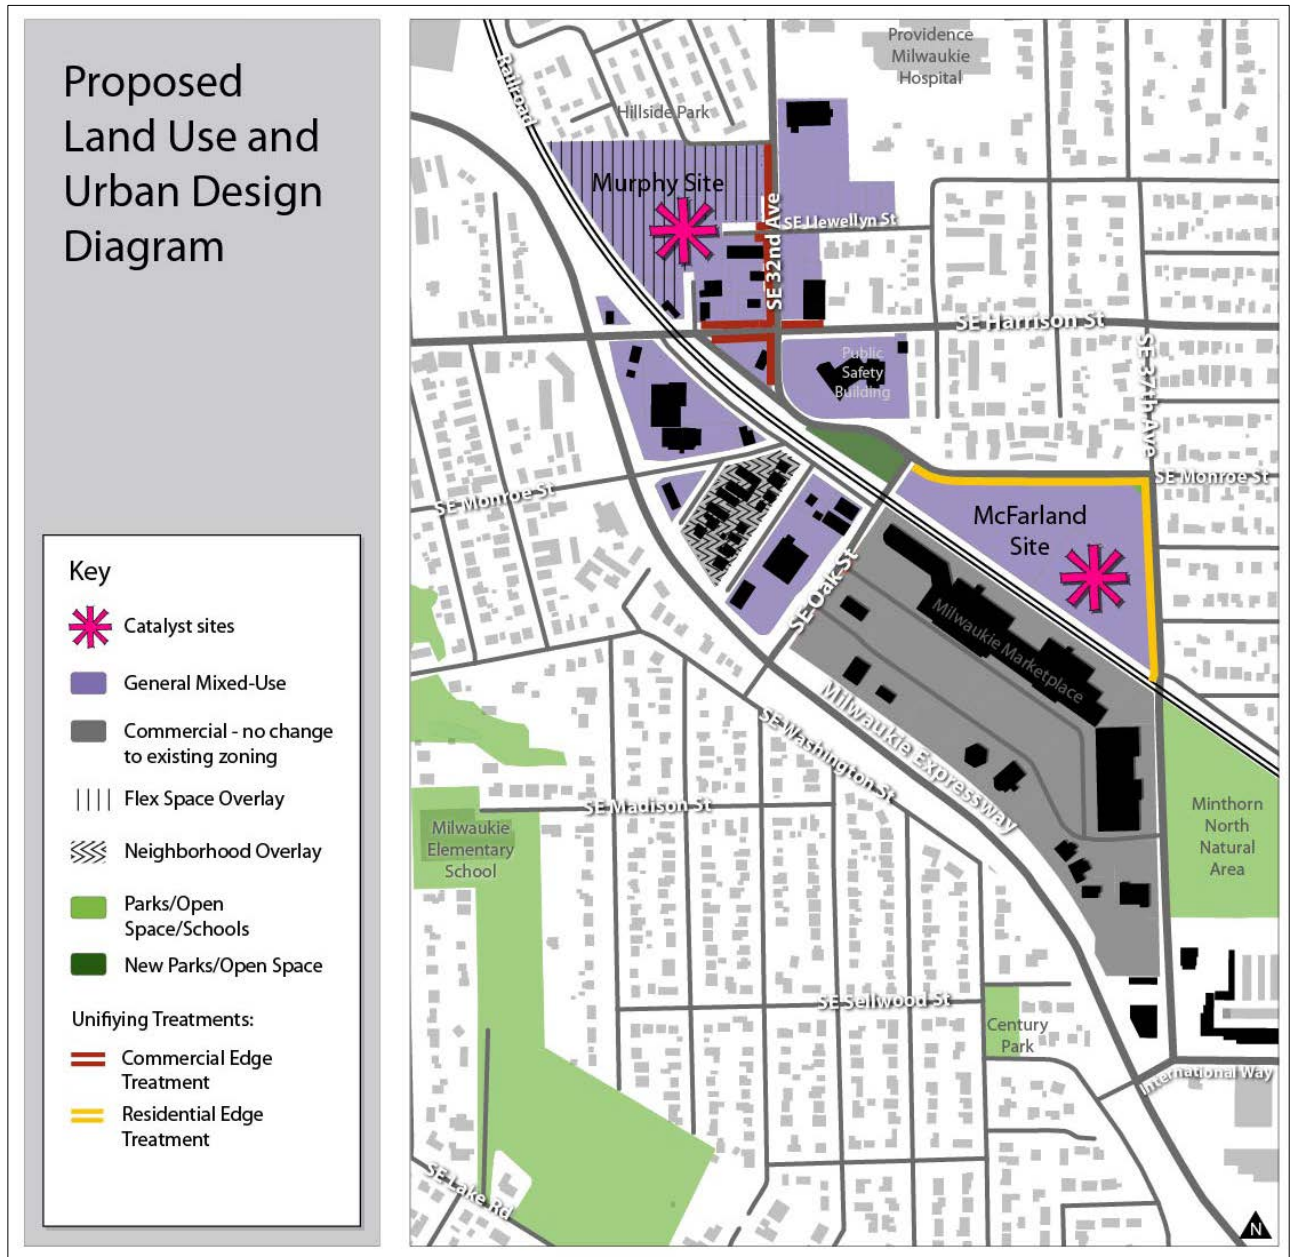 Proposed
Land Use and
Urban Design
Diagram
Key
Catalyst sites
General Mixed-Use
Commercial - no change
to existing zoning
Flex Space Overlay
Neighborhood Overlay
Parks/Open
Space/Schools
New Parks/Open Space
Unifiying Treatments:
Commercial Edge
Treatment
Residential Edge
Treatment
Providence
Milwaukie
Hospital
Railroad
Hillside Park
Murphy Site
SE Llewellyn St
SE 32nd Ave
SE Harrison St
SE 37th Ave
Public
Safety
Building
SE Monroe St
SE Monroe St
McFarland
Site
SE Oak St
Milwaukie Marketplace
Milwaukie Expressway
SE Washington St
SE Madison St
Milwaukie
Elementary
School
Minthorn
North
Natural
Area
SE Sellwood St
Century
Park
International Way
SE Lake Rd
N